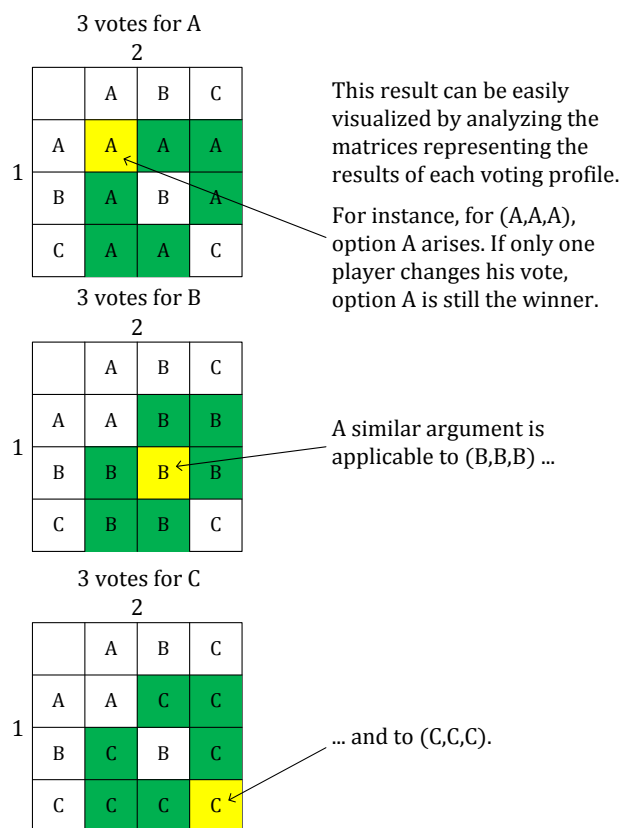 3 votes for A
2
A B C
A A A A
1
B A B A
C A A C
This result can be easily
visualized by analyzing the
matrices representing the
results of each voting profile.
For instance, for (A,A,A),
option A arises. If only one
player changes his vote,
option A is still the winner.
3 votes for B
2
A B C
A A B B
1
B B B B
C B B C
A similar argument is
applicable to (B,B,B) ...
3 votes for C
2
A B C
A A C C
1
B C B C
C C C C
... and to (C,C,C).